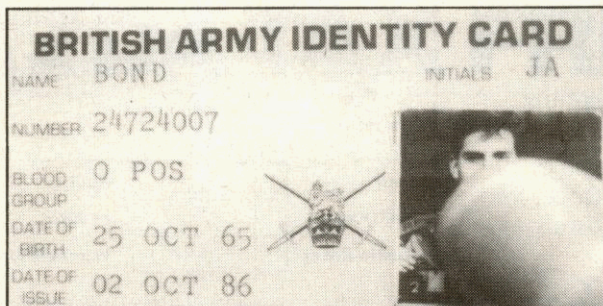 BRITISH ARMY IDENTITY CARD
NAME BOND INITIALS JA
NUMBER 24724007
BLOOD GROUP O POS
DATE OF BIRTH 25 OCT 65
DATE OF ISSUE 02 OCT 86
2